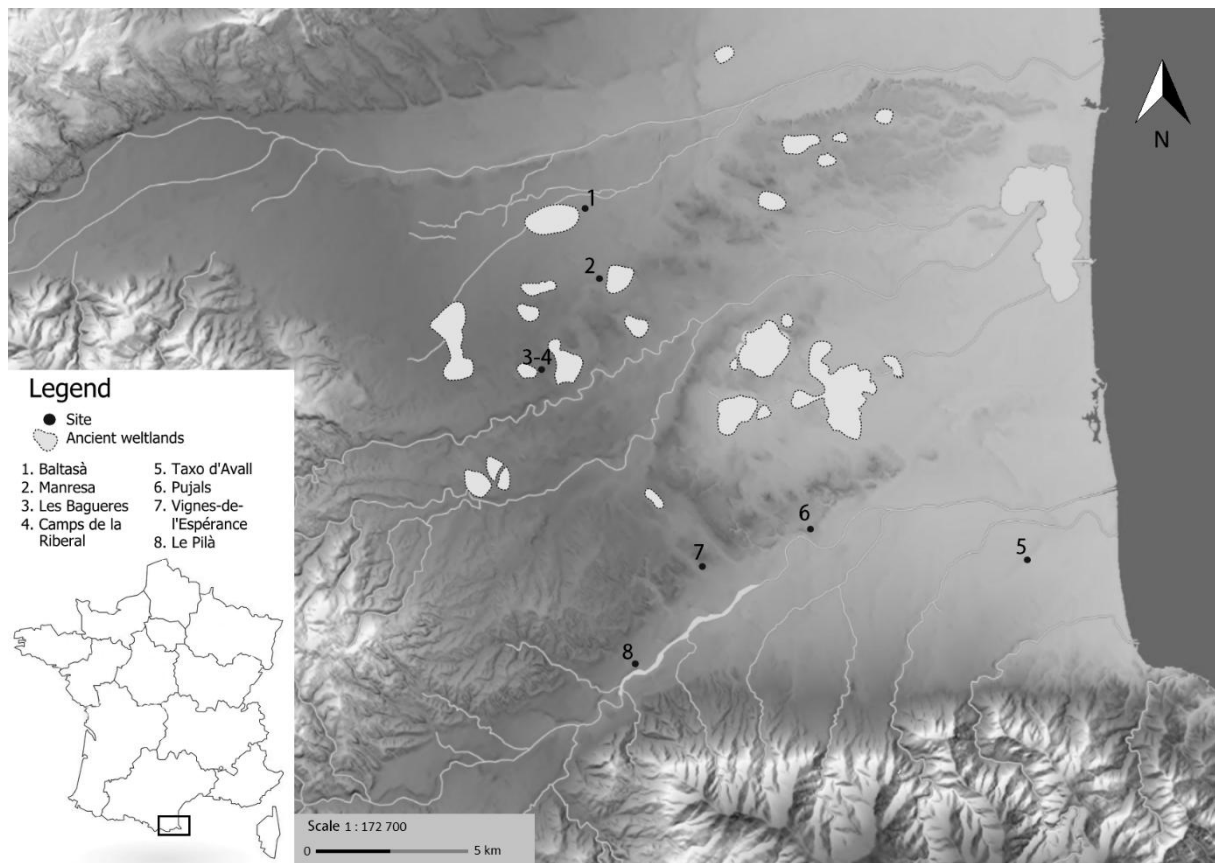 N
1
2
3-4
5
6
7
8
Legend
Site
Ancient weltlands
1. Baltasà
2. Manresa
3. Les Bagueres
4. Camps de la
Riberal
5. Taxo d'Avall
6. Pujals
7. Vignes-de-
l'Espérance
8. Le Pilà
Scale 1 : 172 700
0 5 km